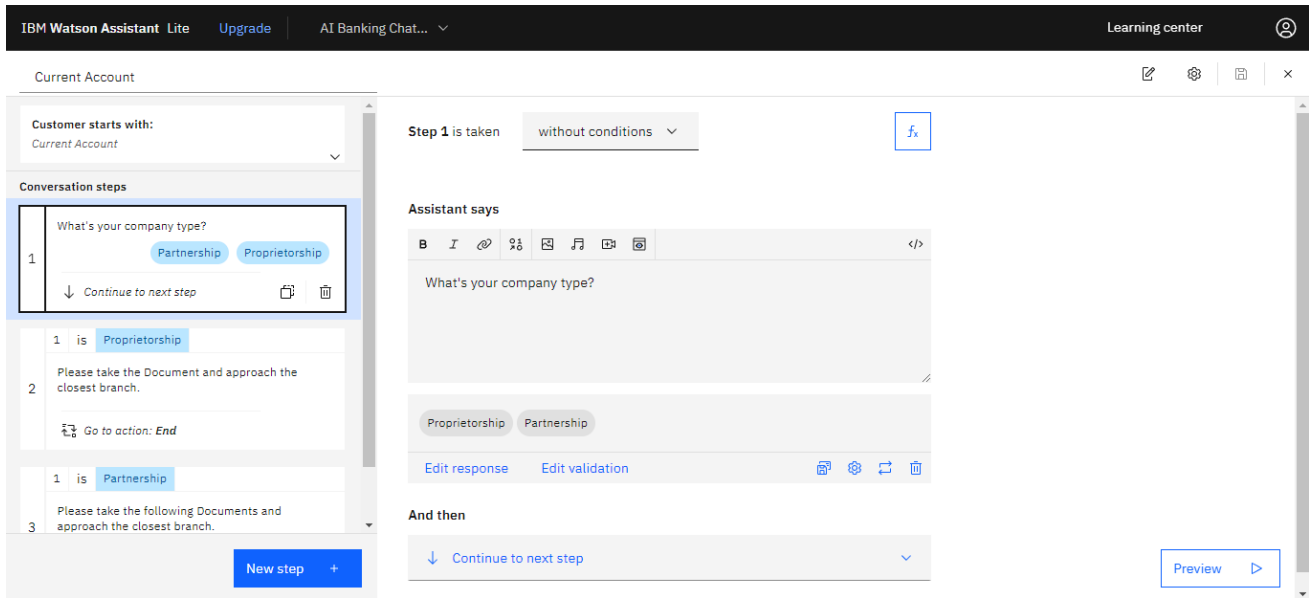 IBM Watson Assistant Lite Upgrade AI Banking Chat... Learning center
Current Account
Customer starts with:
Current Account
Conversation steps
1
What's your company type?
Partnership Proprietorship
Continue to next step
2
1 is Proprietorship
Please take the Document and approach the
closest branch.
Go to action: End
3
1 is Partnership
Please take the following Documents and
approach the closest branch.
New step +
Step 1 is taken without conditions fx
Assistant says
B I </>
What's your company type?
Proprietorship Partnership
Edit response Edit validation
And then
Continue to next step
Preview